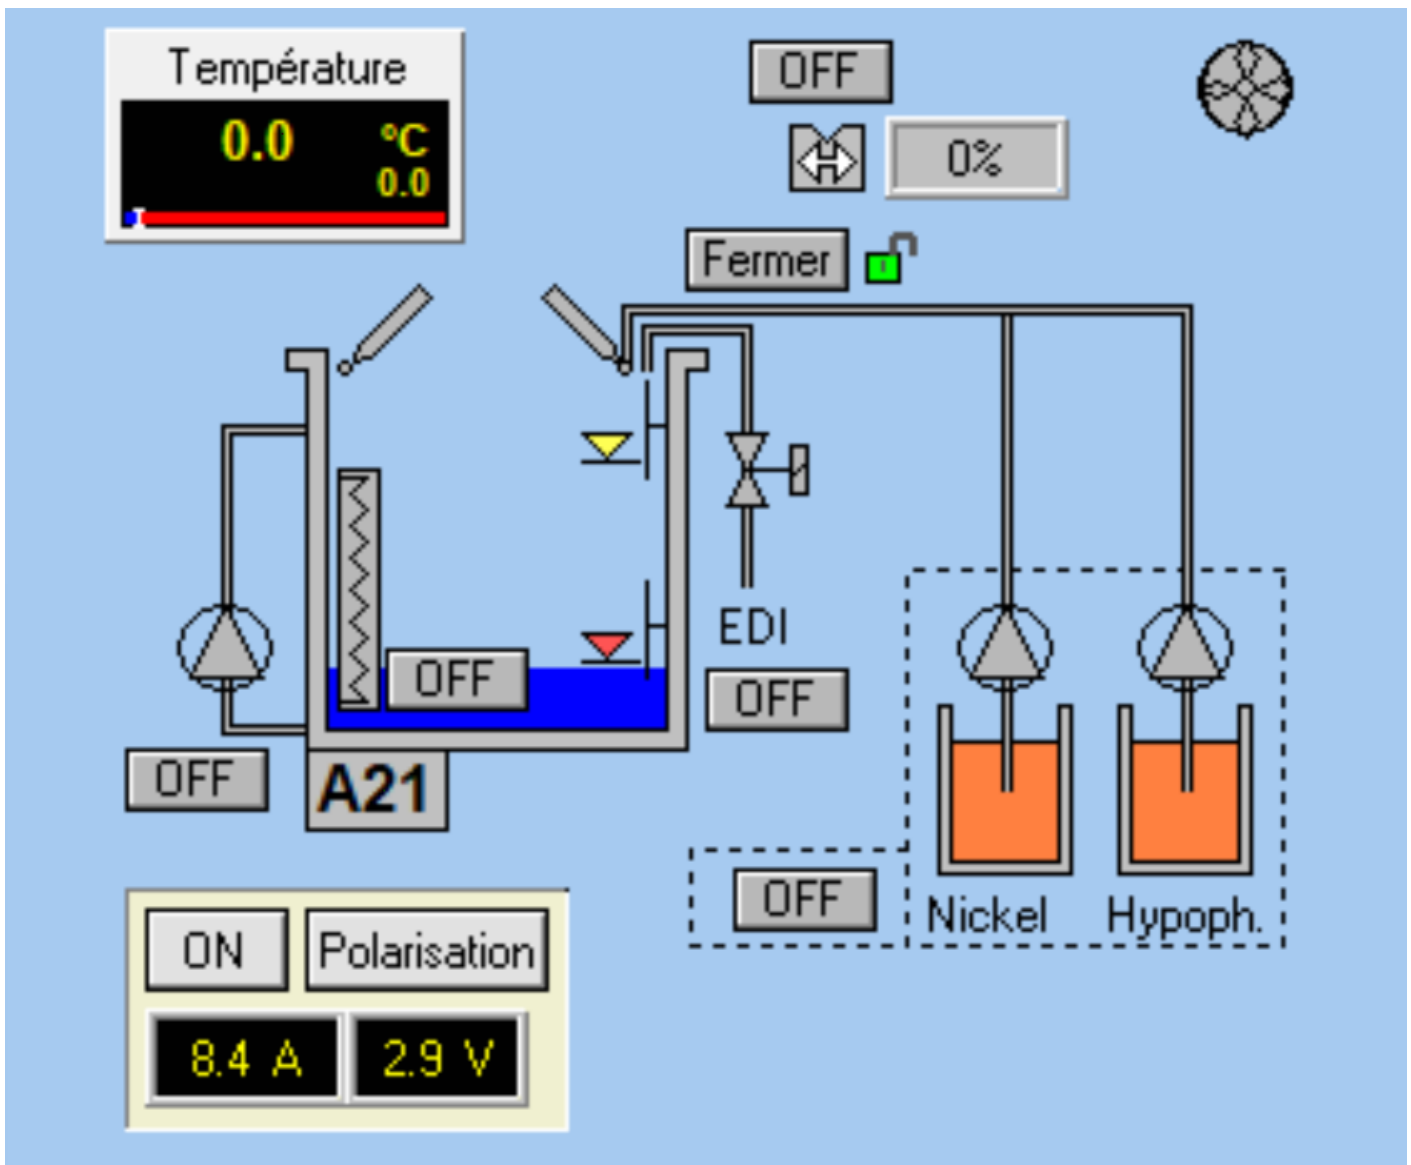 Température
0.0 °C
0.0
OFF
0%
Fermer
EDI
OFF
OFF
OFF
A21
OFF
Nickel
Hypoph.
ON
Polarisation
8.4 A
2.9 V